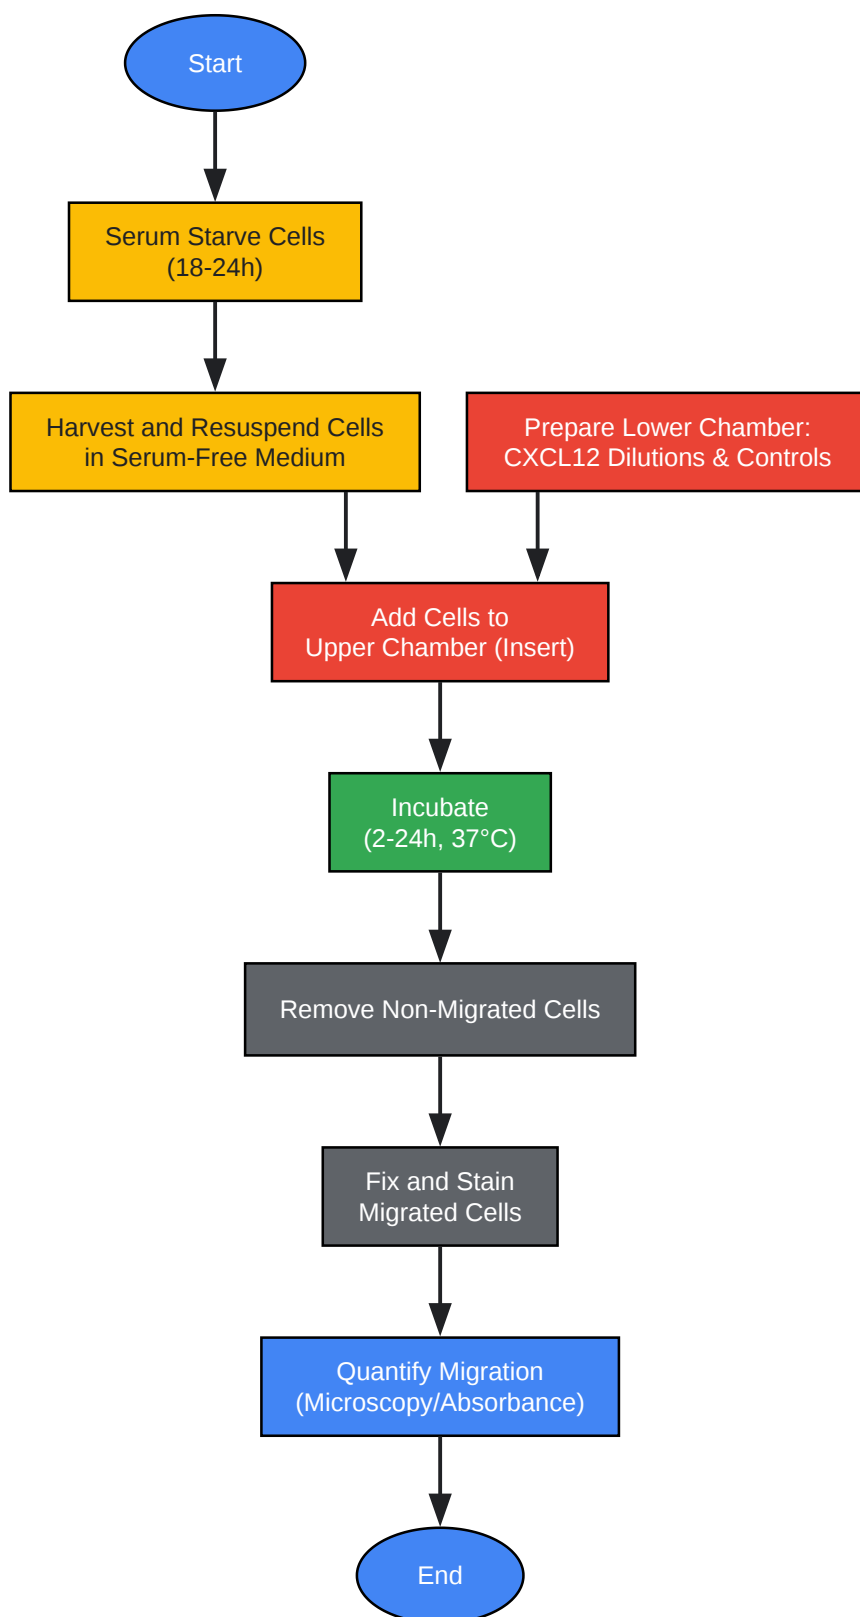 Start
Serum Starve Cells
(18-24h)
Harvest and Resuspend Cells
in Serum-Free Medium
Prepare Lower Chamber:
CXCL12 Dilutions & Controls
Add Cells to
Upper Chamber (Insert)
Incubate
(2-24h, 37°C)
Remove Non-Migrated Cells
Fix and Stain
Migrated Cells
Quantify Migration
(Microscopy/Absorbance)
End